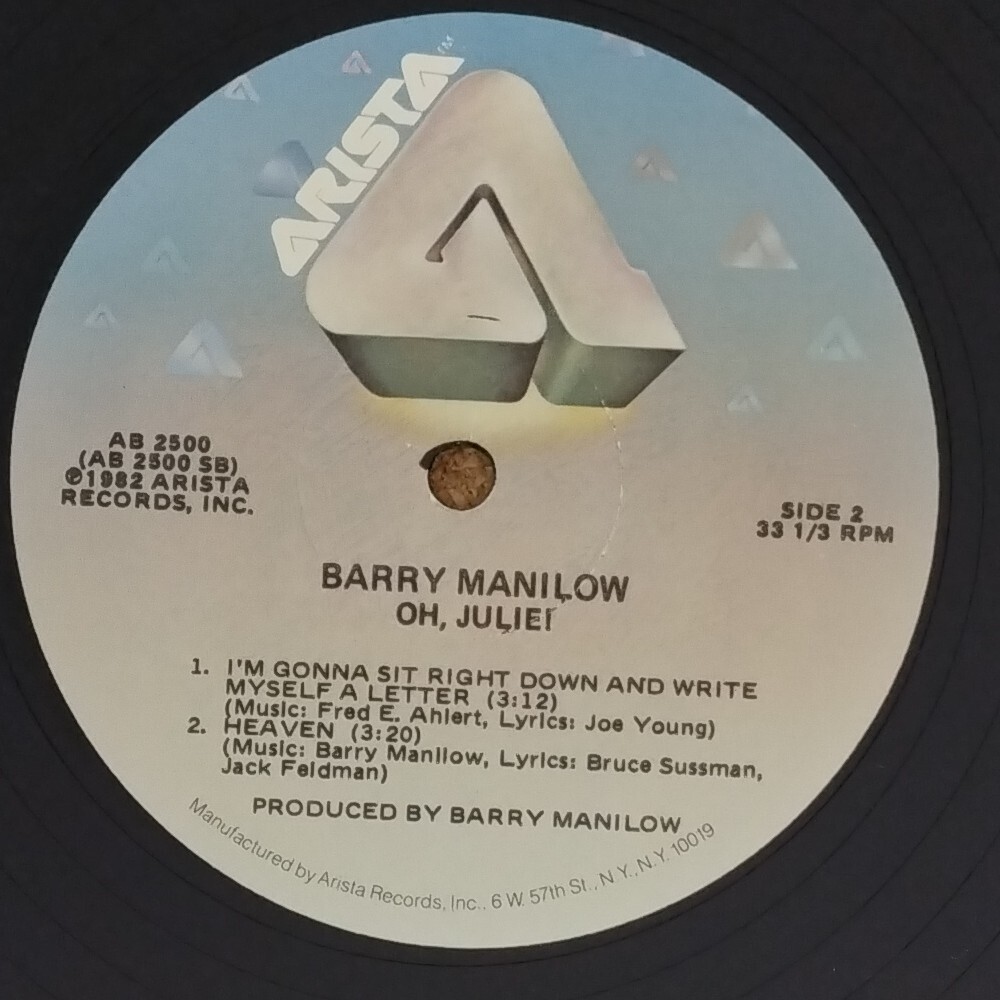 ARISTA™
AB 2500
(AB 2500 SB)
℗1982 ARISTA
RECORDS, INC.
SIDE 2
33 1/3 RPM
BARRY MANILOW
OH, JULIE!
1. I'M GONNA SIT RIGHT DOWN AND WRITE
MYSELF A LETTER (3:12)
(Music: Fred E. Ahlert, Lyrics: Joe Young)
2. HEAVEN (3:20)
(Music: Barry Manilow, Lyrics: Bruce Sussman,
Jack Feldman)
PRODUCED BY BARRY MANILOW
Manufactured by Arista Records, Inc., 6 W. 57th St., N.Y., N.Y. 10019